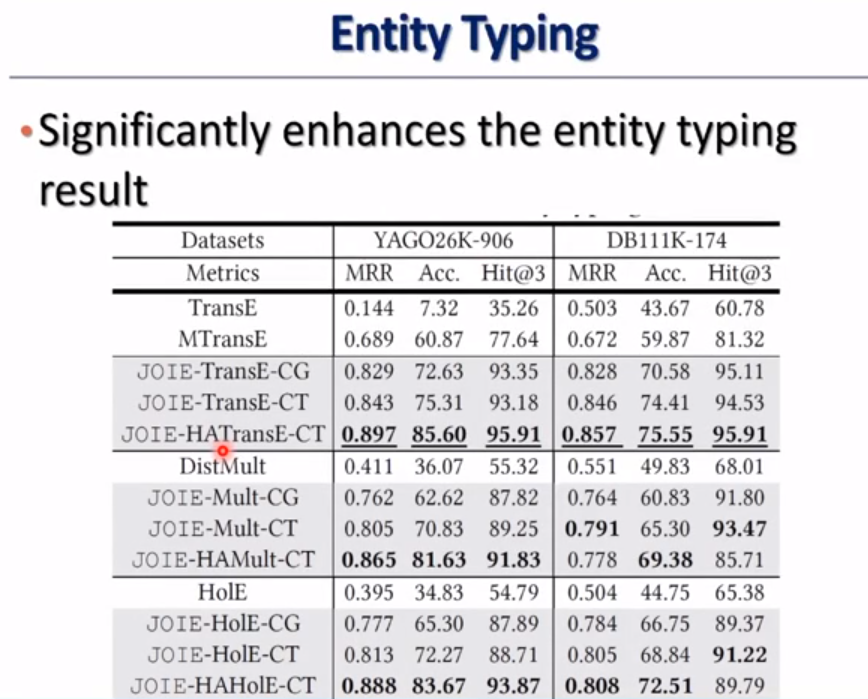 Entity Typing
•Significantly enhances the entity typing
result
Datasets YAGO26K-906 DB111K-174
Metrics MRR Acc. Hit@3 MRR Acc. Hit@3
TransE 0.144 7.32 35.26 0.503 43.67 60.78
MTransE 0.689 60.87 77.64 0.672 59.87 81.32
JOIE-TransE-CG 0.829 72.63 93.35 0.828 70.58 95.11
JOIE-TransE-CT 0.843 75.31 93.18 0.846 74.41 94.53
JOIE-HATransE-CT 0.897 85.60 95.91 0.857 75.55 95.91
DistMult 0.411 36.07 55.32 0.551 49.83 68.01
JOIE-Mult-CG 0.762 62.62 87.82 0.764 60.83 91.80
JOIE-Mult-CT 0.805 70.83 89.25 0.791 65.30 93.47
JOIE-HAMult-CT 0.865 81.63 91.83 0.778 69.38 85.71
HolE 0.395 34.83 54.79 0.504 44.75 65.38
JOIE-HolE-CG 0.777 65.30 87.89 0.784 66.75 89.37
JOIE-HolE-CT 0.813 72.27 88.71 0.805 68.84 91.22
JOIE-HAHolE-CT 0.888 83.67 93.87 0.808 72.51 89.79